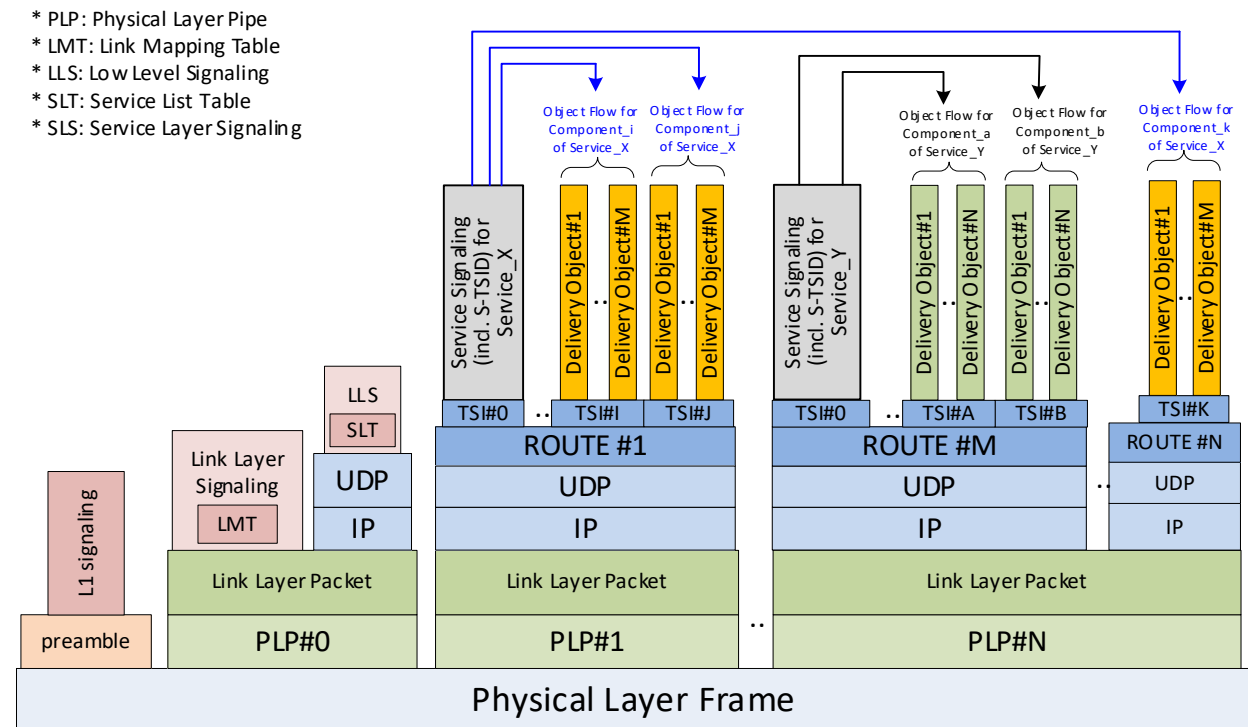 * PLP: Physical Layer Pipe
* LMT: Link Mapping Table
* LLS: Low Level Signaling
* SLT: Service List Table
* SLS: Service Layer Signaling
Object Flow for
Component_i
of Service_X
Object Flow for
Component_j
of Service_X
Object Flow for
Component_a
of Service_Y
Object Flow for
Component_b
of Service_Y
Object Flow for
Component_k
of Service_X
Service Signaling
(incl. S-TSID) for
Service_X
Delivery Object#1
..
Delivery Object#M
Delivery Object#1
..
Delivery Object#M
Service Signaling
(incl. S-TSID) for
Service_Y
Delivery Object#1
..
Delivery Object#N
Delivery Object#1
..
Delivery Object#N
Delivery Object#1
..
Delivery Object#M
TSI#0
..
TSI#I
TSI#J
TSI#0
..
TSI#A
TSI#B
TSI#K
LLS
SLT
ROUTE #1
ROUTE #M
ROUTE #N
Link Layer
Signaling
LMT
UDP
UDP
UDP
..
UDP
IP
IP
IP
IP
L1 signaling
Link Layer Packet
Link Layer Packet
Link Layer Packet
preamble
PLP#0
PLP#1
..
PLP#N
Physical Layer Frame